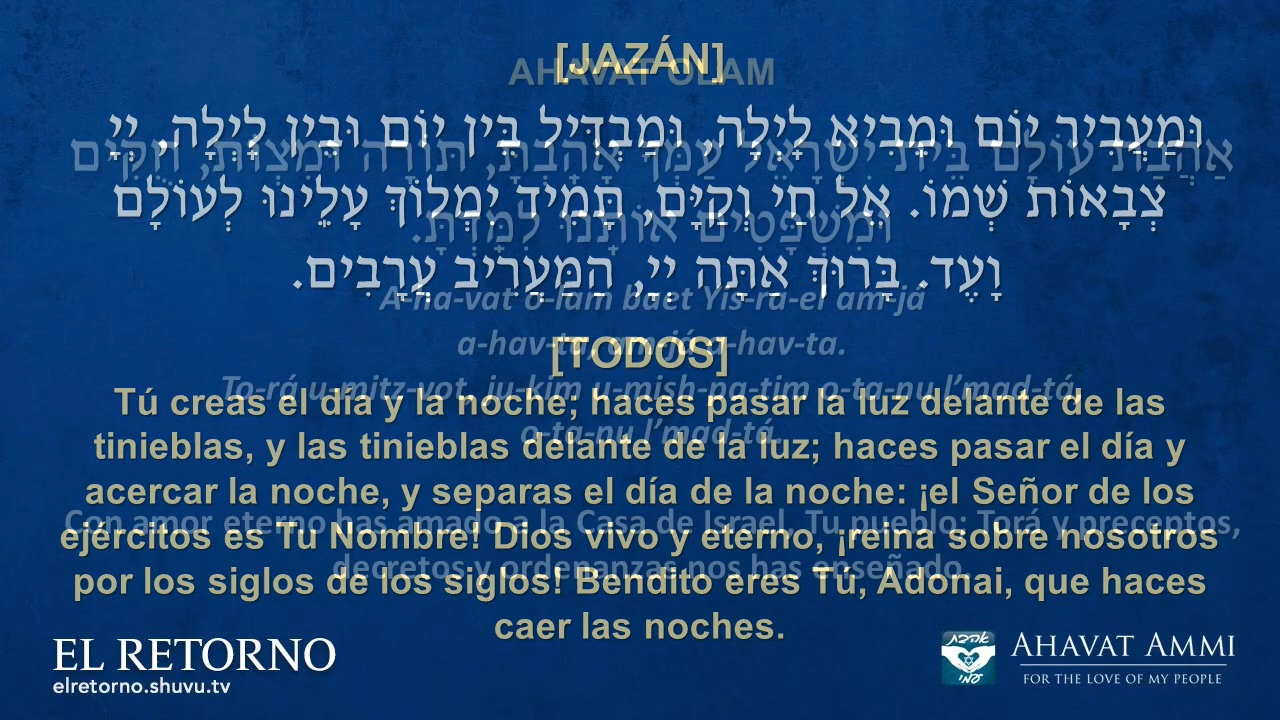 [JAZÁN]
AHAVAT OLAM
וּמַעֲבִיר יוֹם וּמֵבִיא לָיְלָה, וּמַבְדִּיל בֵּין יוֹם וּבֵין לָיְלָה, יְיָ
אַהֲבַת עוֹלָם בֵּית יִשְׂרָאֵל עַמְּךָ אָהָבְתָּ, תּוֹרָה וּמִצְוֹת, חֻקִּים
צְבָאוֹת שְׁמוֹ. אֵל חַי וְקַיָּם, תָּמִיד יִמְלוֹךְ עָלֵינוּ לְעוֹלָם
וּמִשְׁפָּטִים אוֹתָנוּ לִמַּדְתָּ.
וָעֶד. בָּרוּךְ אַתָּה יְיָ, הַמַּעֲרִיב עֲרָבִים.
A-ha-vat o-lam baet Yis-ra-el am-já
a-hav-ta, -hav-ta.
[TODOS]
To-rá u-mitz-vot, ju-kim u-mish-pa-tim o-ta-nu l’mad-tá
Tú creas el día y la noche; haces pasar la luz delante de las
o-ta-nu l’mad-tá.
tinieblas, y las tinieblas delante de la luz; haces pasar el día y
acercar la noche, y separas el día de la noche: ¡el Señor de los
Con amor eterno has amado a la Casa de Israel, Tu pueblo. Torá y preceptos,
ejércitos es Tu Nombre! Dios vivo y eterno, ¡reina sobre nosotros
decretos y ordenanzas nos has enseñado.
por los siglos de los siglos! Bendito eres Tú, Adonai, que haces
caer las noches.
EL RETORNO
elretorno.shuvu.tv
אהבת
עמי
AHAVAT AMMI
FOR THE LOVE OF MY PEOPLE